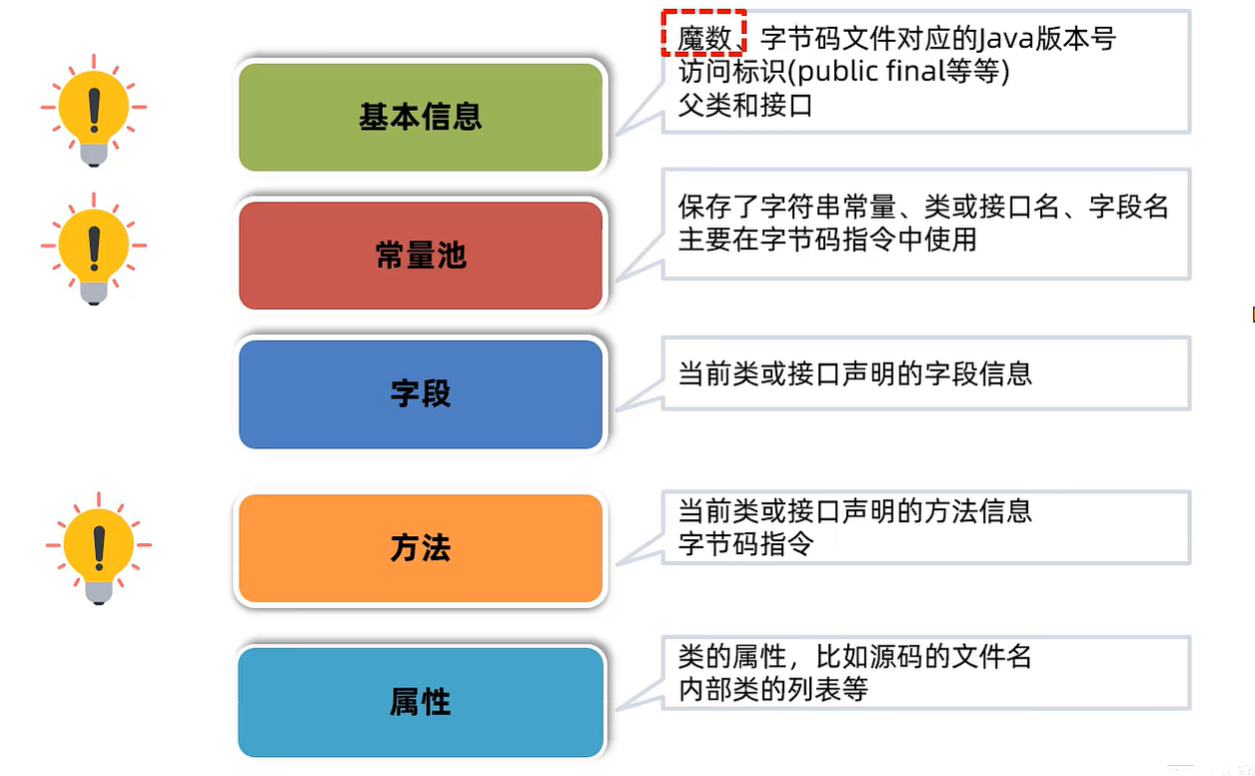 基本信息
魔数、字节码文件对应的Java版本号
访问标识(public final等等)
父类和接口
常量池
保存了字符串常量、类或接口名、字段名
主要在字节码指令中使用
字段
当前类或接口声明的字段信息
方法
当前类或接口声明的方法信息
字节码指令
属性
类的属性，比如源码的文件名
内部类的列表等